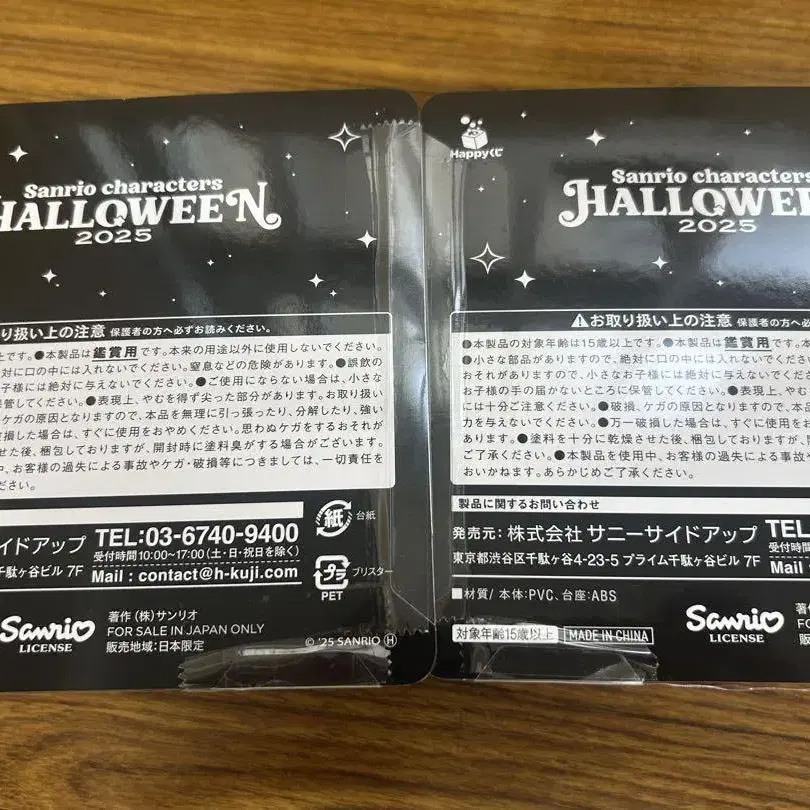 Sanrio characters
HALLOWEEN
2025
り扱い上の注意 保護者の方へ必ずお読みください。
上です。●本製品は鑑賞用です。本来の用途以外に使用しないでください。
対に口の中には入れないでください。窒息などの危険があります。●誤飲の
子様には絶対に与えないでください。●ご使用にならない場合は、小さな
保管してください。●表現上、やむを得ず尖った部分があります。お取り扱い
ケガの原因となりますので、本品を無理に引っ張ったり、分解したり、強い
破損した場合は、すぐに使用をおやめください。思わぬケガをするおそれが
せた後、梱包しておりますが、開封時に塗料臭がする場合がございます。
中、お客様の過失による事故やケガ・破損等につきましては、一切責任を
ださい。
イドアップ TEL:03-6740-9400
受付時間10:00~17:00(土・日・祝日を除く)
千駄ヶ谷ビル 7F Mail : contact@h-kuji.com
紙 台紙
プラ ブリスター
PET
Sanrio
LICENSE
著作 (株)サンリオ
FOR SALE IN JAPAN ONLY
販売地域:日本限定
© '25 SANRIO Ⓗ
Happyくじ
Sanrio characters
HALLOWEE
2025
⚠お取り扱い上の注意 保護者の方へ必
●本製品の対象年齢は15歳以上です。●本製品は鑑賞用です。本
●小さな部品がありますので、絶対に口の中には入れないでくださ
おそれがありますので、小さなお子様には絶対に与えないでくだ
お子様の手の届かないところに保管してください。●表現上、やむ
には十分ご注意ください。●破損、ケガの原因となりますので、本
力を与えないでください。●万一破損した場合は、すぐに使用をお
あります。●塗料を十分に乾燥させた後、梱包しておりますが、開
ご了承ください。●本製品を使用中、お客様の過失による事故や
おいかねます。あらかじめご了承ください。
製品に関するお問い合わせ
発売元: 株式会社 サニーサイドアップ TEL
受付時間
東京都渋谷区千駄ヶ谷4-23-5 プライム千駄ヶ谷ビル 7F Mail
■材質/ 本体:PVC、台座:ABS
対象年齢15歳以上 MADE IN CHINA
Sanrio
LICENSE
著作
FO
販売